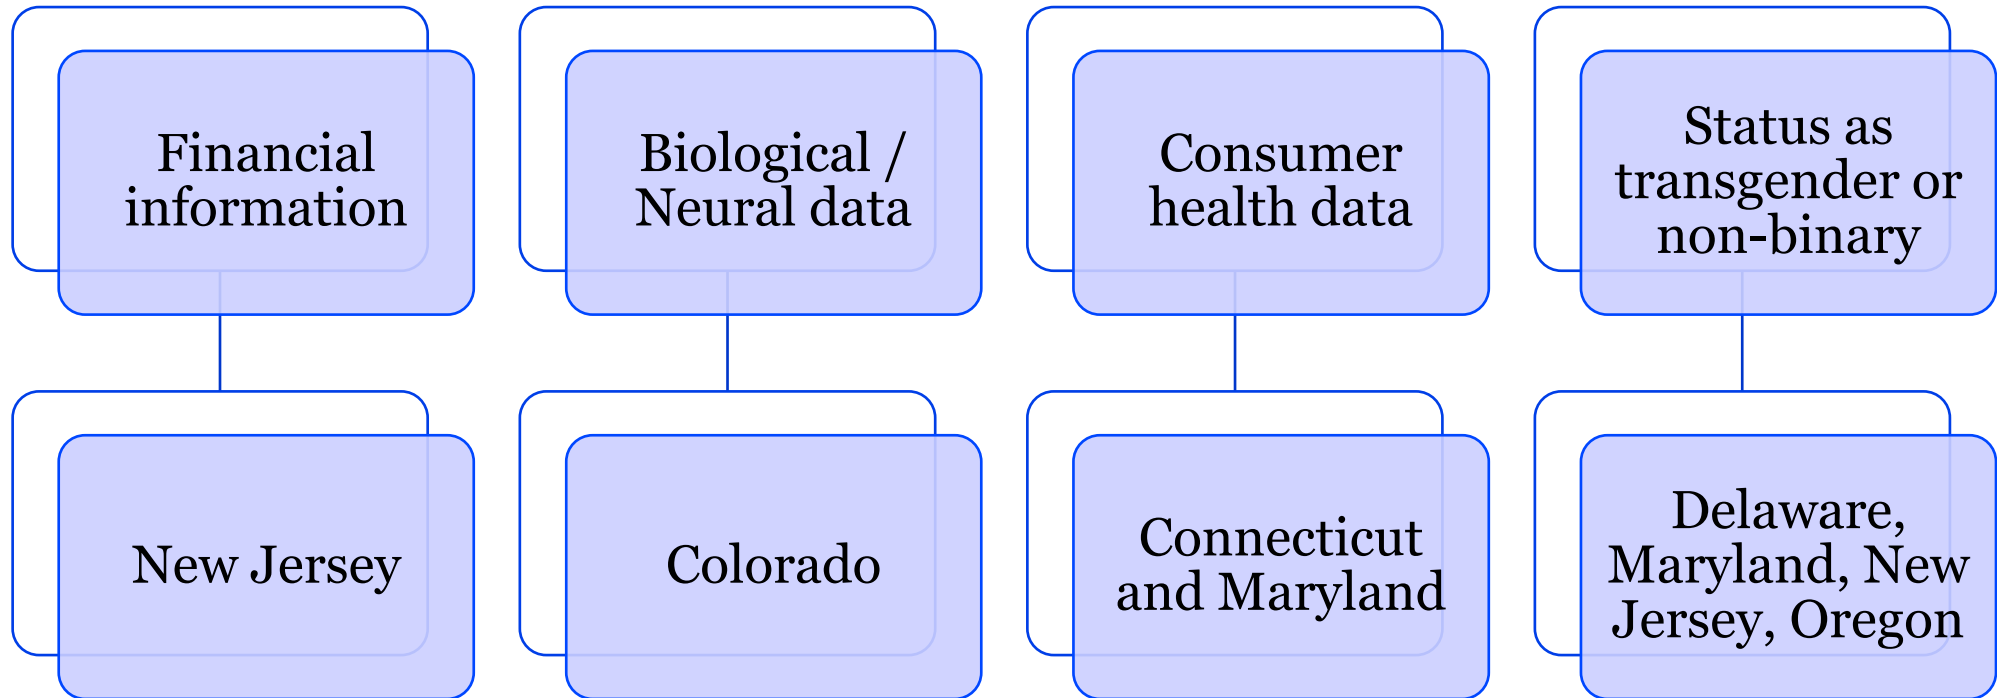 Financial
information
Biological /
Neural data
Consumer
health data
Status as
transgender or
non-binary
New Jersey
Colorado
Connecticut
and Maryland
Delaware,
Maryland, New
Jersey, Oregon